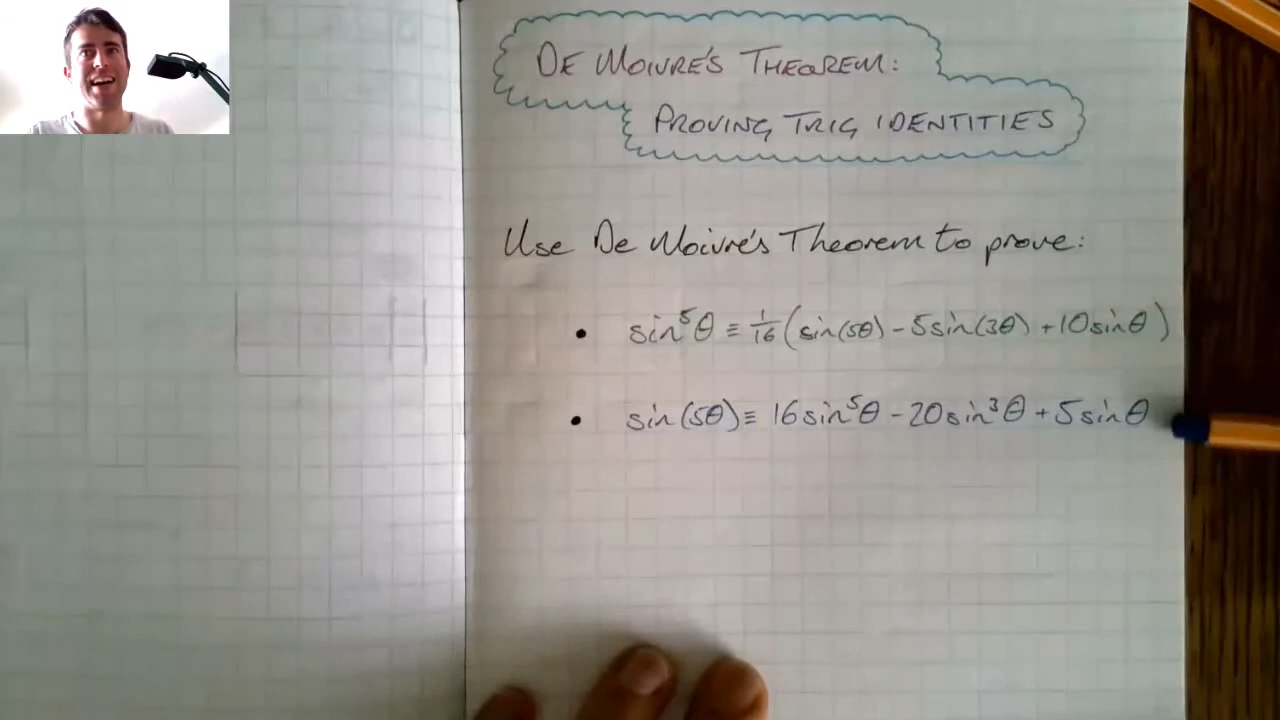 DE MOIVRE'S THEOREM:
PROVING TRIG IDENTITIES
Use De Moivre's Theorem to prove:
• sin⁵θ ≡ 1/16 (sin(5θ) - 5sin(3θ) + 10sinθ)
• sin(5θ) ≡ 16sin⁵θ - 20sin³θ + 5sinθ